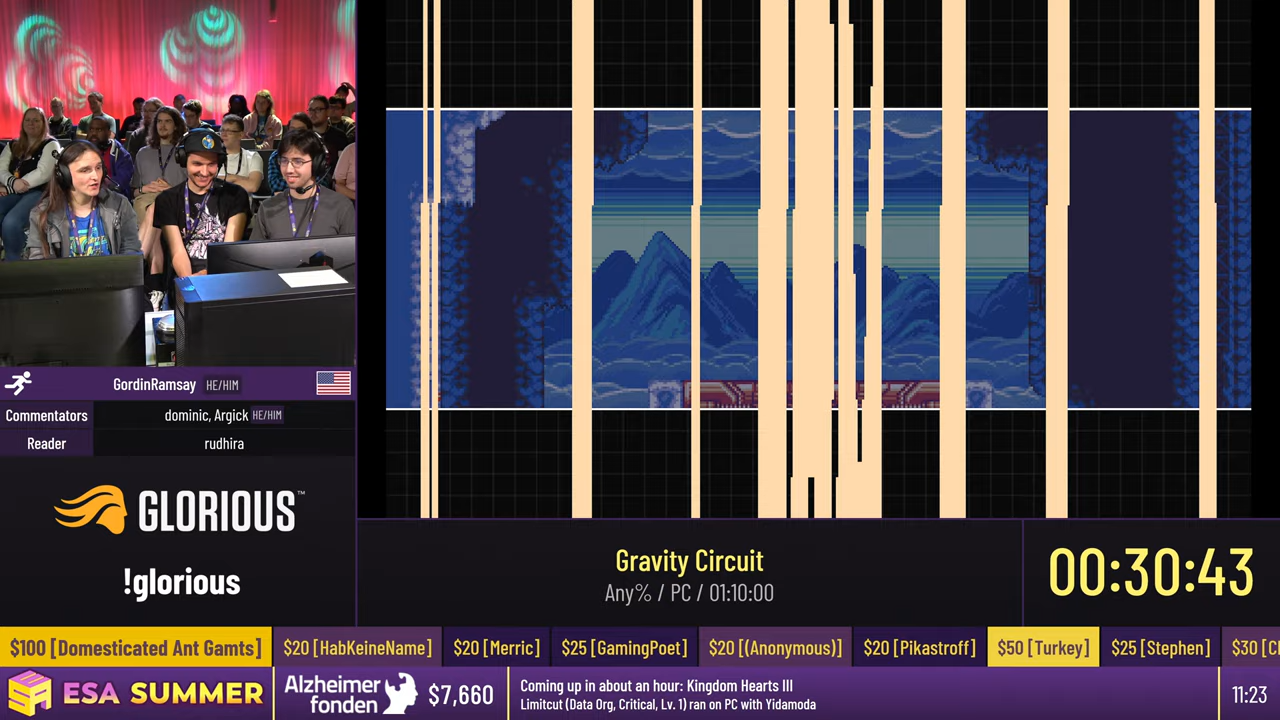 GordinRamsay HE/HIM
Commentators dominic, Argick HE/HIM
Reader rudhira
GLORIOUS™
!glorious
Gravity Circuit
Any% / PC / 01:10:00
00:30:43
$100 [Domesticated Ant Gamts] $20 [HabKeineName] $20 [Merric] $25 [GamingPoet] $20 [(Anonymous)] $20 [Pikastroff] $50 [Turkey] $25 [Stephen] $30
ESA SUMMER
Alzheimer
fonden
$7,660
Coming up in about an hour: Kingdom Hearts III
Limitcut (Data Org, Critical, Lv. 1) ran on PC with Yidamoda
11:23